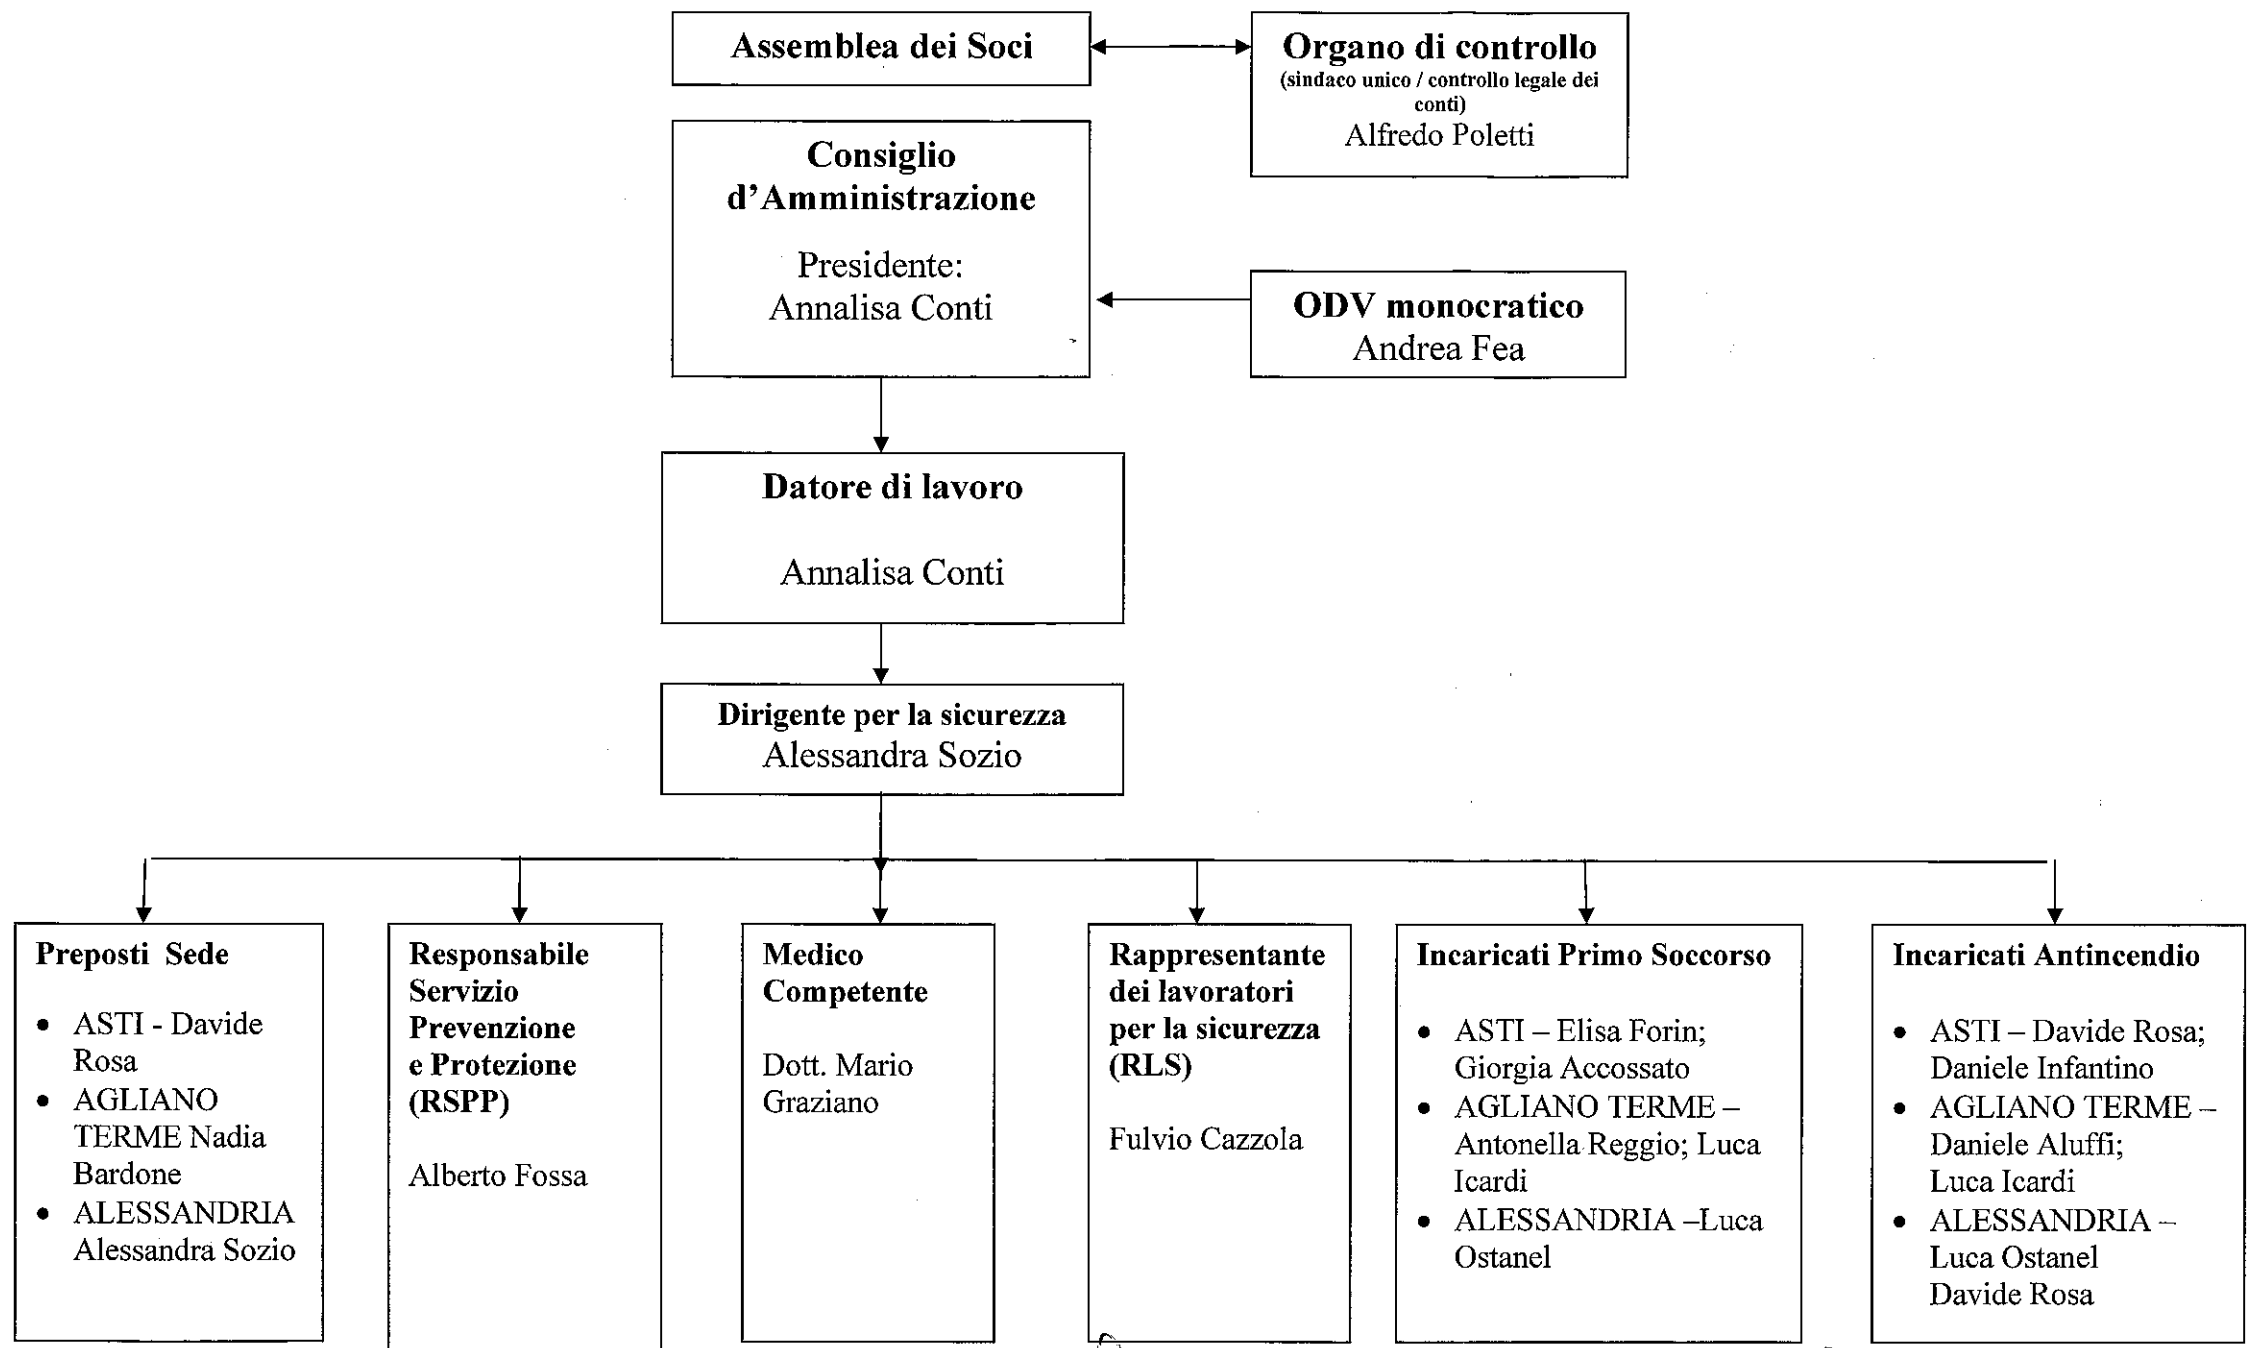 Assemblea dei Soci
Organo di controllo
(sindaco unico / controllo legale dei
conti)
Alfredo Poletti
Consiglio
d’Amministrazione
Presidente:
Annalisa Conti
ODV monocratico
Andrea Fea
Datore di lavoro
Annalisa Conti
Dirigente per la sicurezza
Alessandra Sozio
Preposti Sede
• ASTI - Davide
Rosa
• AGLIANO
TERME Nadia
Bardone
• ALESSANDRIA
Alessandra Sozio
Responsabile
Servizio
Prevenzione
e Protezione
(RSPP)
Alberto Fossa
Medico
Competente
Dott. Mario
Graziano
Rappresentante
dei lavoratori
per la sicurezza
(RLS)
Fulvio Cazzola
Incaricati Primo Soccorso
• ASTI – Elisa Forin;
Giorgia Accossato
• AGLIANO TERME –
Antonella Reggio; Luca
Icardi
• ALESSANDRIA –Luca
Ostanel
Incaricati Antincendio
• ASTI – Davide Rosa;
Daniele Infantino
• AGLIANO TERME –
Daniele Aluffi;
Luca Icardi
• ALESSANDRIA –
Luca Ostanel
Davide Rosa